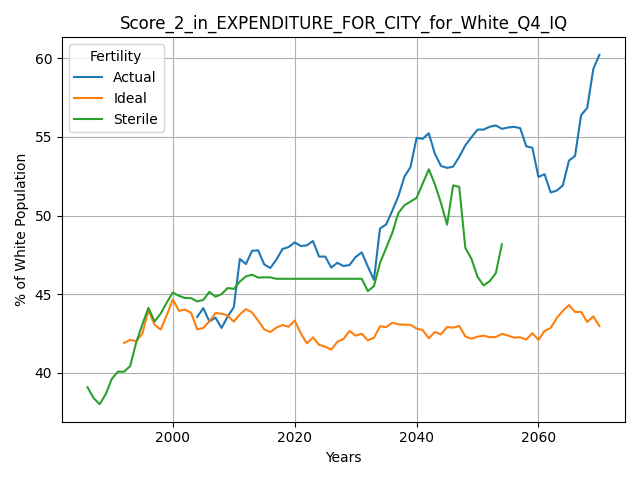 Score_2_in_EXPENDITURE_FOR_CITY_for_White_Q4_IQ
Fertility
Actual
Ideal
Sterile
% of White Population
60
55
50
45
40
2000
2020
2040
2060
Years